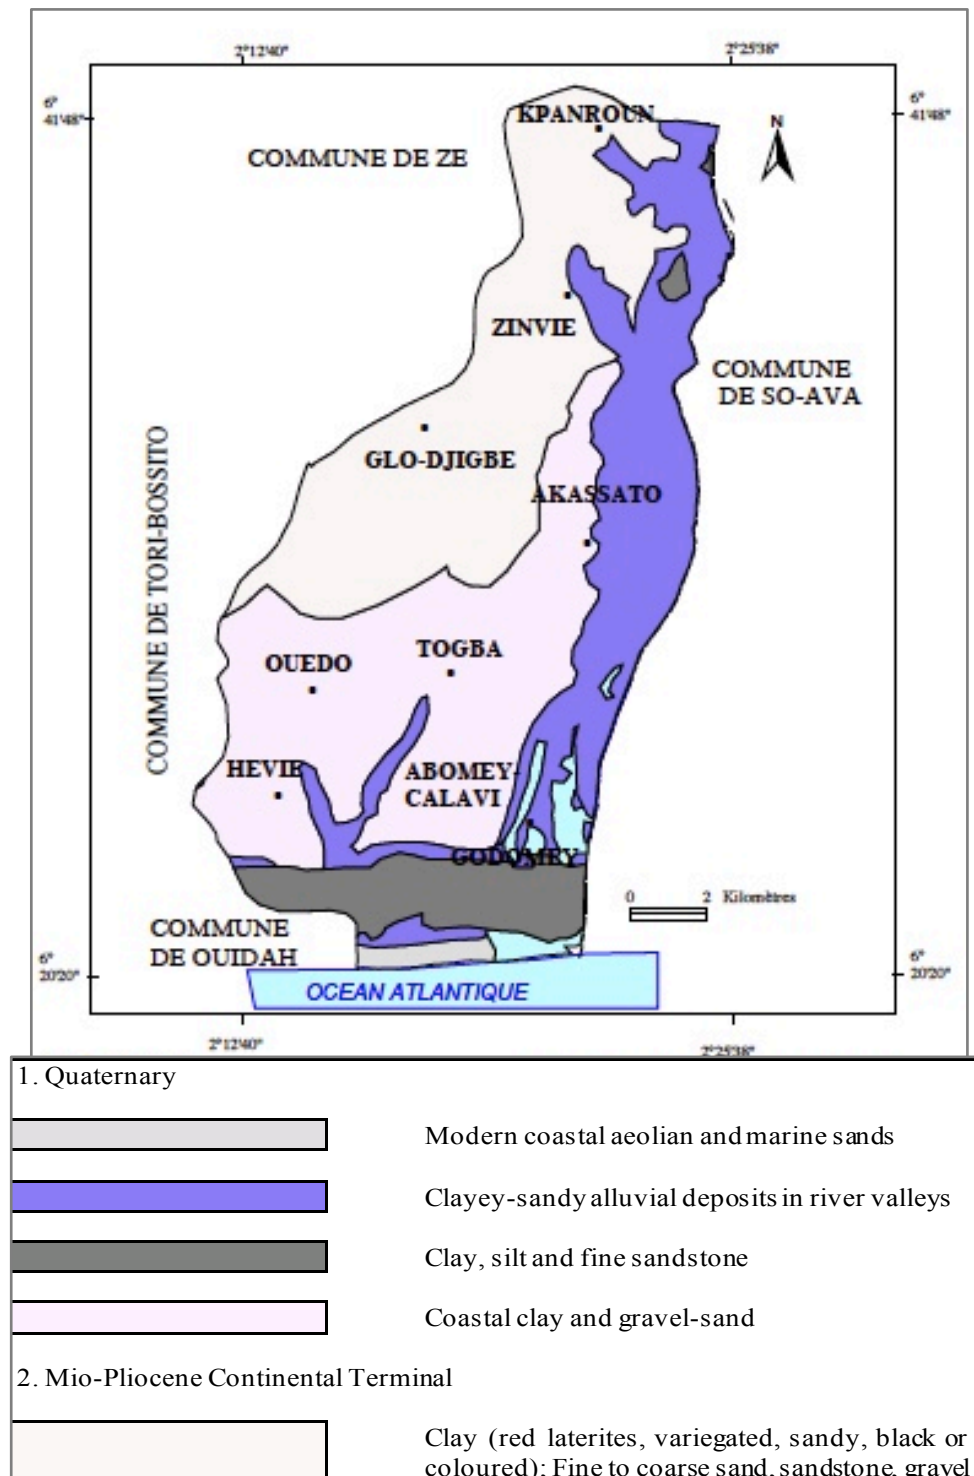 2°12'40"
2°25'38"
6°
41'48"
6°
41'48"
KPANROUN
N
COMMUNE DE ZE
ZINVIE
COMMUNE
DE SO-AVA
GLO-DJIGBE
AKASSATO
COMMUNE DE TORI-BOSSITO
OUEDO
TOGBA
HEVIE
ABOMEY-
CALAVI
GODOMEY
0 2 Kilomètres
COMMUNE
DE OUIDAH
6°
20'20"
6°
20'20"
OCEAN ATLANTIQUE
2°12'40"
2°25'38"
1. Quaternary
Modern coastal aeolian and marine sands
Clayey-sandy alluvial deposits in river valleys
Clay, silt and fine sandstone
Coastal clay and gravel-sand
2. Mio-Pliocene Continental Terminal
Clay (red laterites, variegated, sandy, black or
coloured); Fine to coarse sand, sandstone, gravel